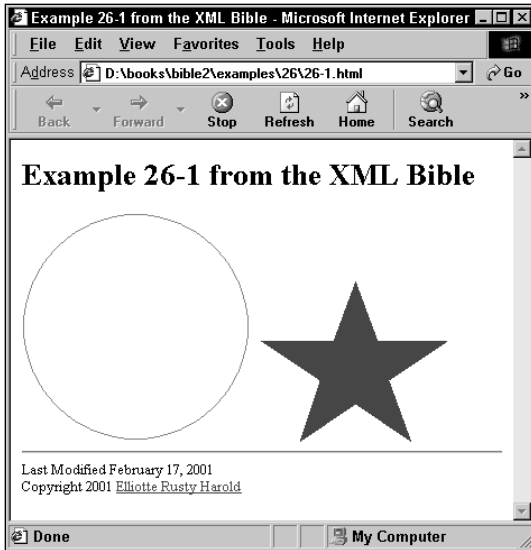 Example 26-1 from the XML Bible - Microsoft Internet Explorer
File Edit View Favorites Tools Help
Address D:\books\bible2\examples\26\26-1.html Go
Back Forward Stop Refresh Home Search »
Example 26-1 from the XML Bible
Last Modified February 17, 2001
Copyright 2001 Elliotte Rusty Harold
Done My Computer